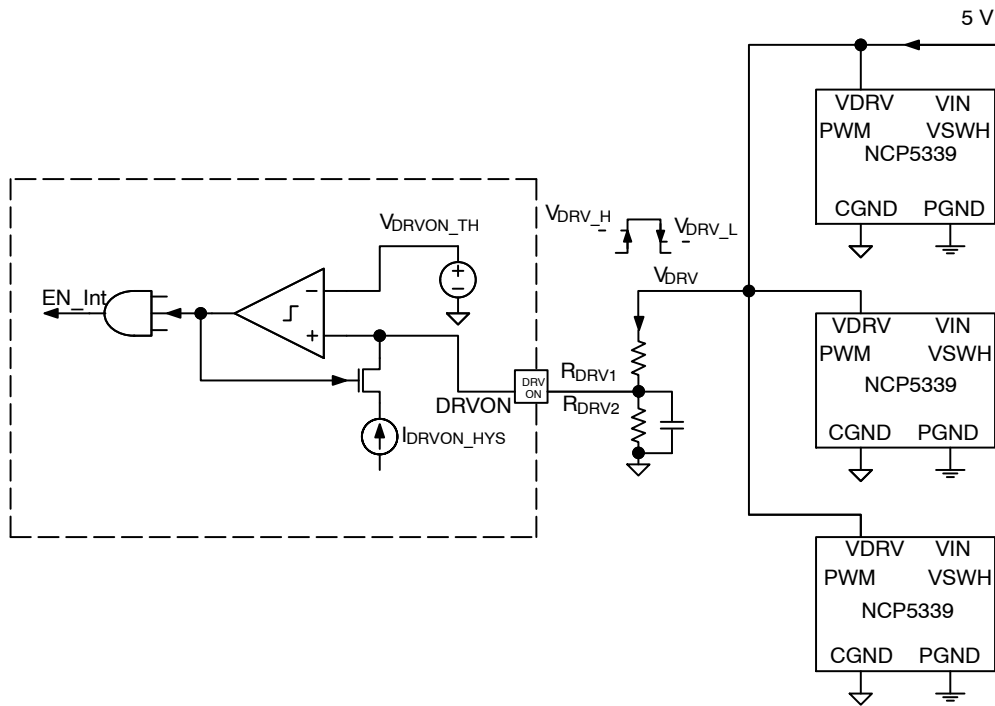 5 V
VDRV VIN
PWM VSWH
NCP5339
CGND PGND
VDRVON_TH
+
−
EN_Int
−
+
DRVON
IDRVON_HYS
DRV
ON
VDRV_H
VDRV_L
VDRV
RDRV1
RDRV2
VDRV VIN
PWM VSWH
NCP5339
CGND PGND
VDRV VIN
PWM VSWH
NCP5339
CGND PGND